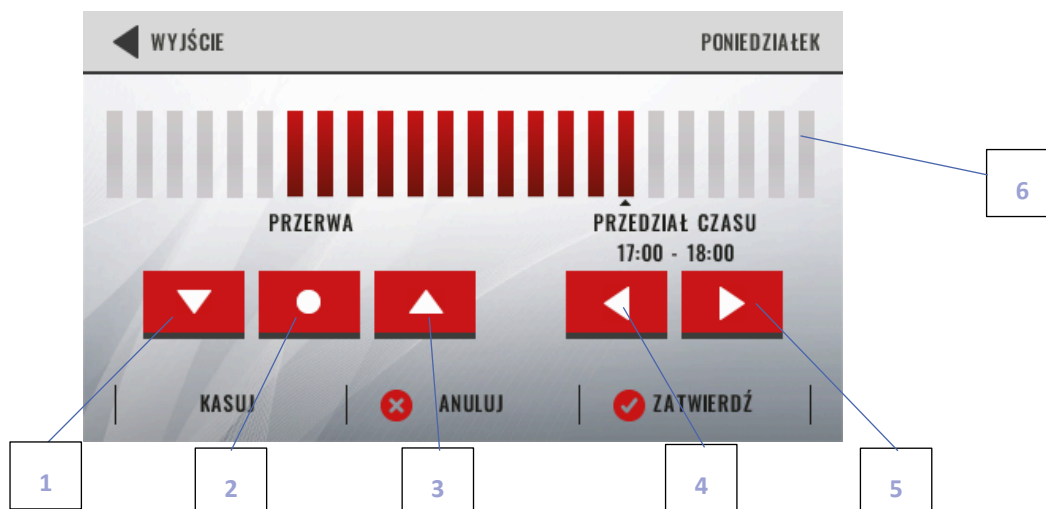 WYJŚCIE PONIEDZIAŁEK
PRZERWA PRZEDZIAŁ CZASU
17:00 - 18:00
KASUJ ANULUJ ZATWIERDŹ
1 2 3 4 5
6